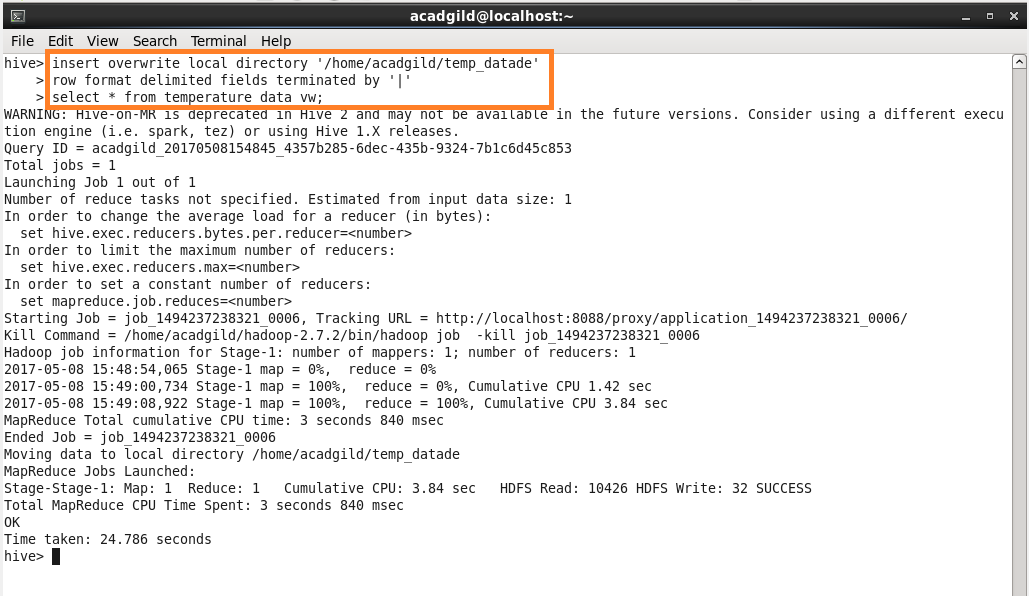 acadgild@localhost:~
File Edit View Search Terminal Help
hive> insert overwrite local directory '/home/acadgild/temp_datade'
    > row format delimited fields terminated by '|'
    > select * from temperature data vw;
WARNING: Hive-on-MR is deprecated in Hive 2 and may not be available in the future versions. Consider using a different execu
tion engine (i.e. spark, tez) or using Hive 1.X releases.
Query ID = acadgild_20170508154845_4357b285-6dec-435b-9324-7b1c6d45c853
Total jobs = 1
Launching Job 1 out of 1
Number of reduce tasks not specified. Estimated from input data size: 1
In order to change the average load for a reducer (in bytes):
  set hive.exec.reducers.bytes.per.reducer=<number>
In order to limit the maximum number of reducers:
  set hive.exec.reducers.max=<number>
In order to set a constant number of reducers:
  set mapreduce.job.reduces=<number>
Starting Job = job_1494237238321_0006, Tracking URL = http://localhost:8088/proxy/application_1494237238321_0006/
Kill Command = /home/acadgild/hadoop-2.7.2/bin/hadoop job  -kill job_1494237238321_0006
Hadoop job information for Stage-1: number of mappers: 1; number of reducers: 1
2017-05-08 15:48:54,065 Stage-1 map = 0%,  reduce = 0%
2017-05-08 15:49:00,734 Stage-1 map = 100%,  reduce = 0%, Cumulative CPU 1.42 sec
2017-05-08 15:49:08,922 Stage-1 map = 100%,  reduce = 100%, Cumulative CPU 3.84 sec
MapReduce Total cumulative CPU time: 3 seconds 840 msec
Ended Job = job_1494237238321_0006
Moving data to local directory /home/acadgild/temp_datade
MapReduce Jobs Launched:
Stage-Stage-1: Map: 1  Reduce: 1   Cumulative CPU: 3.84 sec   HDFS Read: 10426 HDFS Write: 32 SUCCESS
Total MapReduce CPU Time Spent: 3 seconds 840 msec
OK
Time taken: 24.786 seconds
hive>